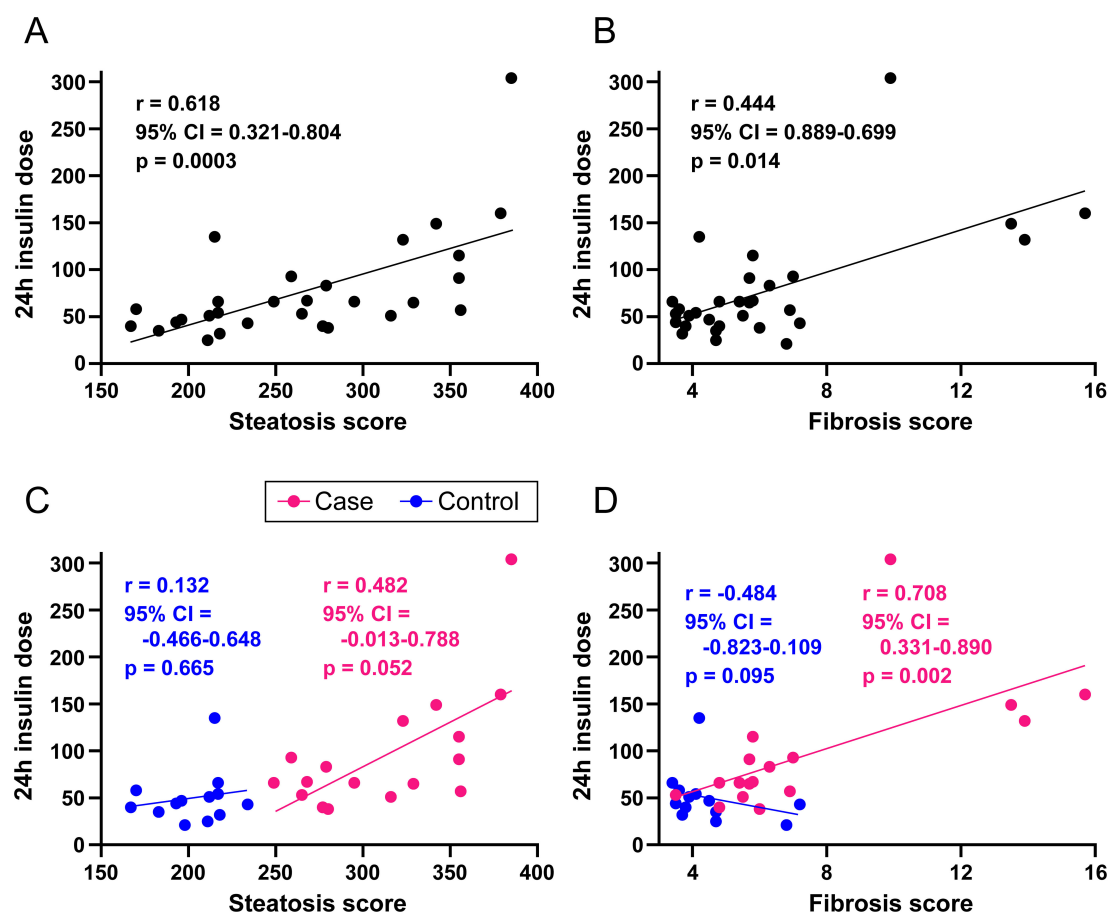 A
300
250
200
150
100
50
0
24h insulin dose
r = 0.618
95% CI = 0.321-0.804
p = 0.0003
150 200 250 300 350 400
Steatosis score
B
300
250
200
150
100
50
0
24h insulin dose
r = 0.444
95% CI = 0.889-0.699
p = 0.014
4 8 12 16
Fibrosis score
C
Case Control
300
250
200
150
100
50
0
24h insulin dose
r = 0.132
95% CI =
-0.466-0.648
p = 0.665
r = 0.482
95% CI =
-0.013-0.788
p = 0.052
150 200 250 300 350 400
Steatosis score
D
300
250
200
150
100
50
0
24h insulin dose
r = -0.484
95% CI =
-0.823-0.109
p = 0.095
r = 0.708
95% CI =
0.331-0.890
p = 0.002
4 8 12 16
Fibrosis score